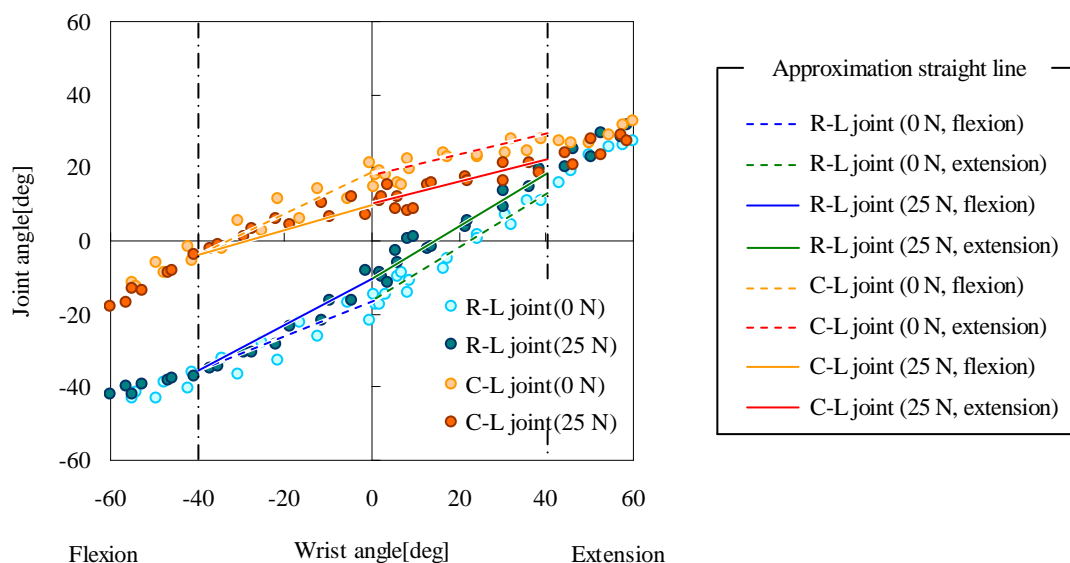 60
40
20
0
-20
-40
-60
Joint angle[deg]
R-L joint(0 N)
R-L joint(25 N)
C-L joint(0 N)
C-L joint(25 N)
-60 -40 -20 0 20 40 60
Flexion Wrist angle[deg] Extension
Approximation straight line
R-L joint (0 N, flexion)
R-L joint (0 N, extension)
R-L joint (25 N, flexion)
R-L joint (25 N, extension)
C-L joint (0 N, flexion)
C-L joint (0 N, extension)
C-L joint (25 N, flexion)
C-L joint (25 N, extension)